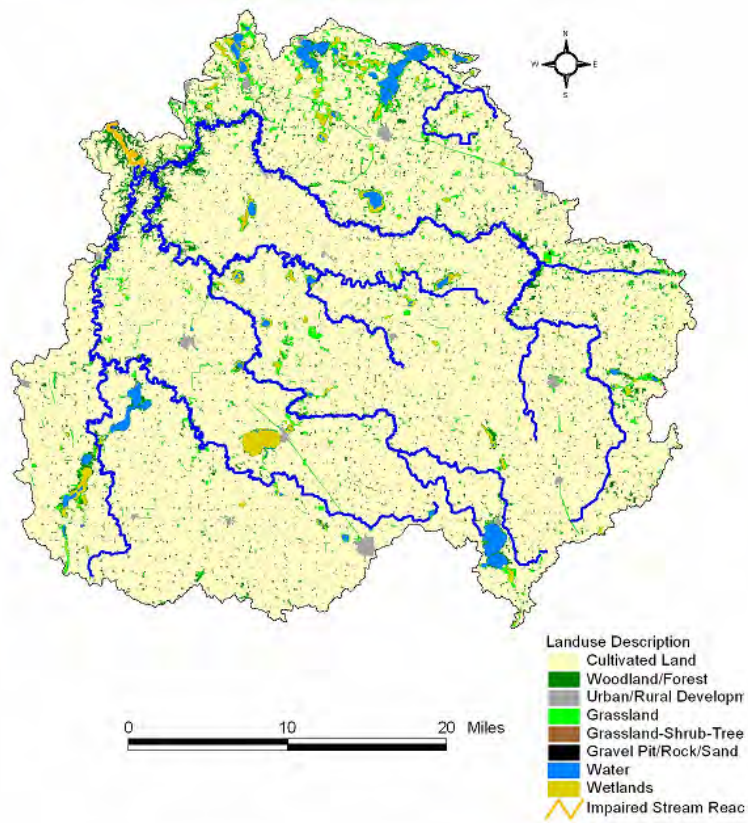 N
W E
S
Landuse Description
Cultivated Land
Woodland/Forest
Urban/Rural Developm
Grassland
Grassland-Shrub-Tree
Gravel Pit/Rock/Sand
Water
Wetlands
Impaired Stream Reac
0 10 20 Miles